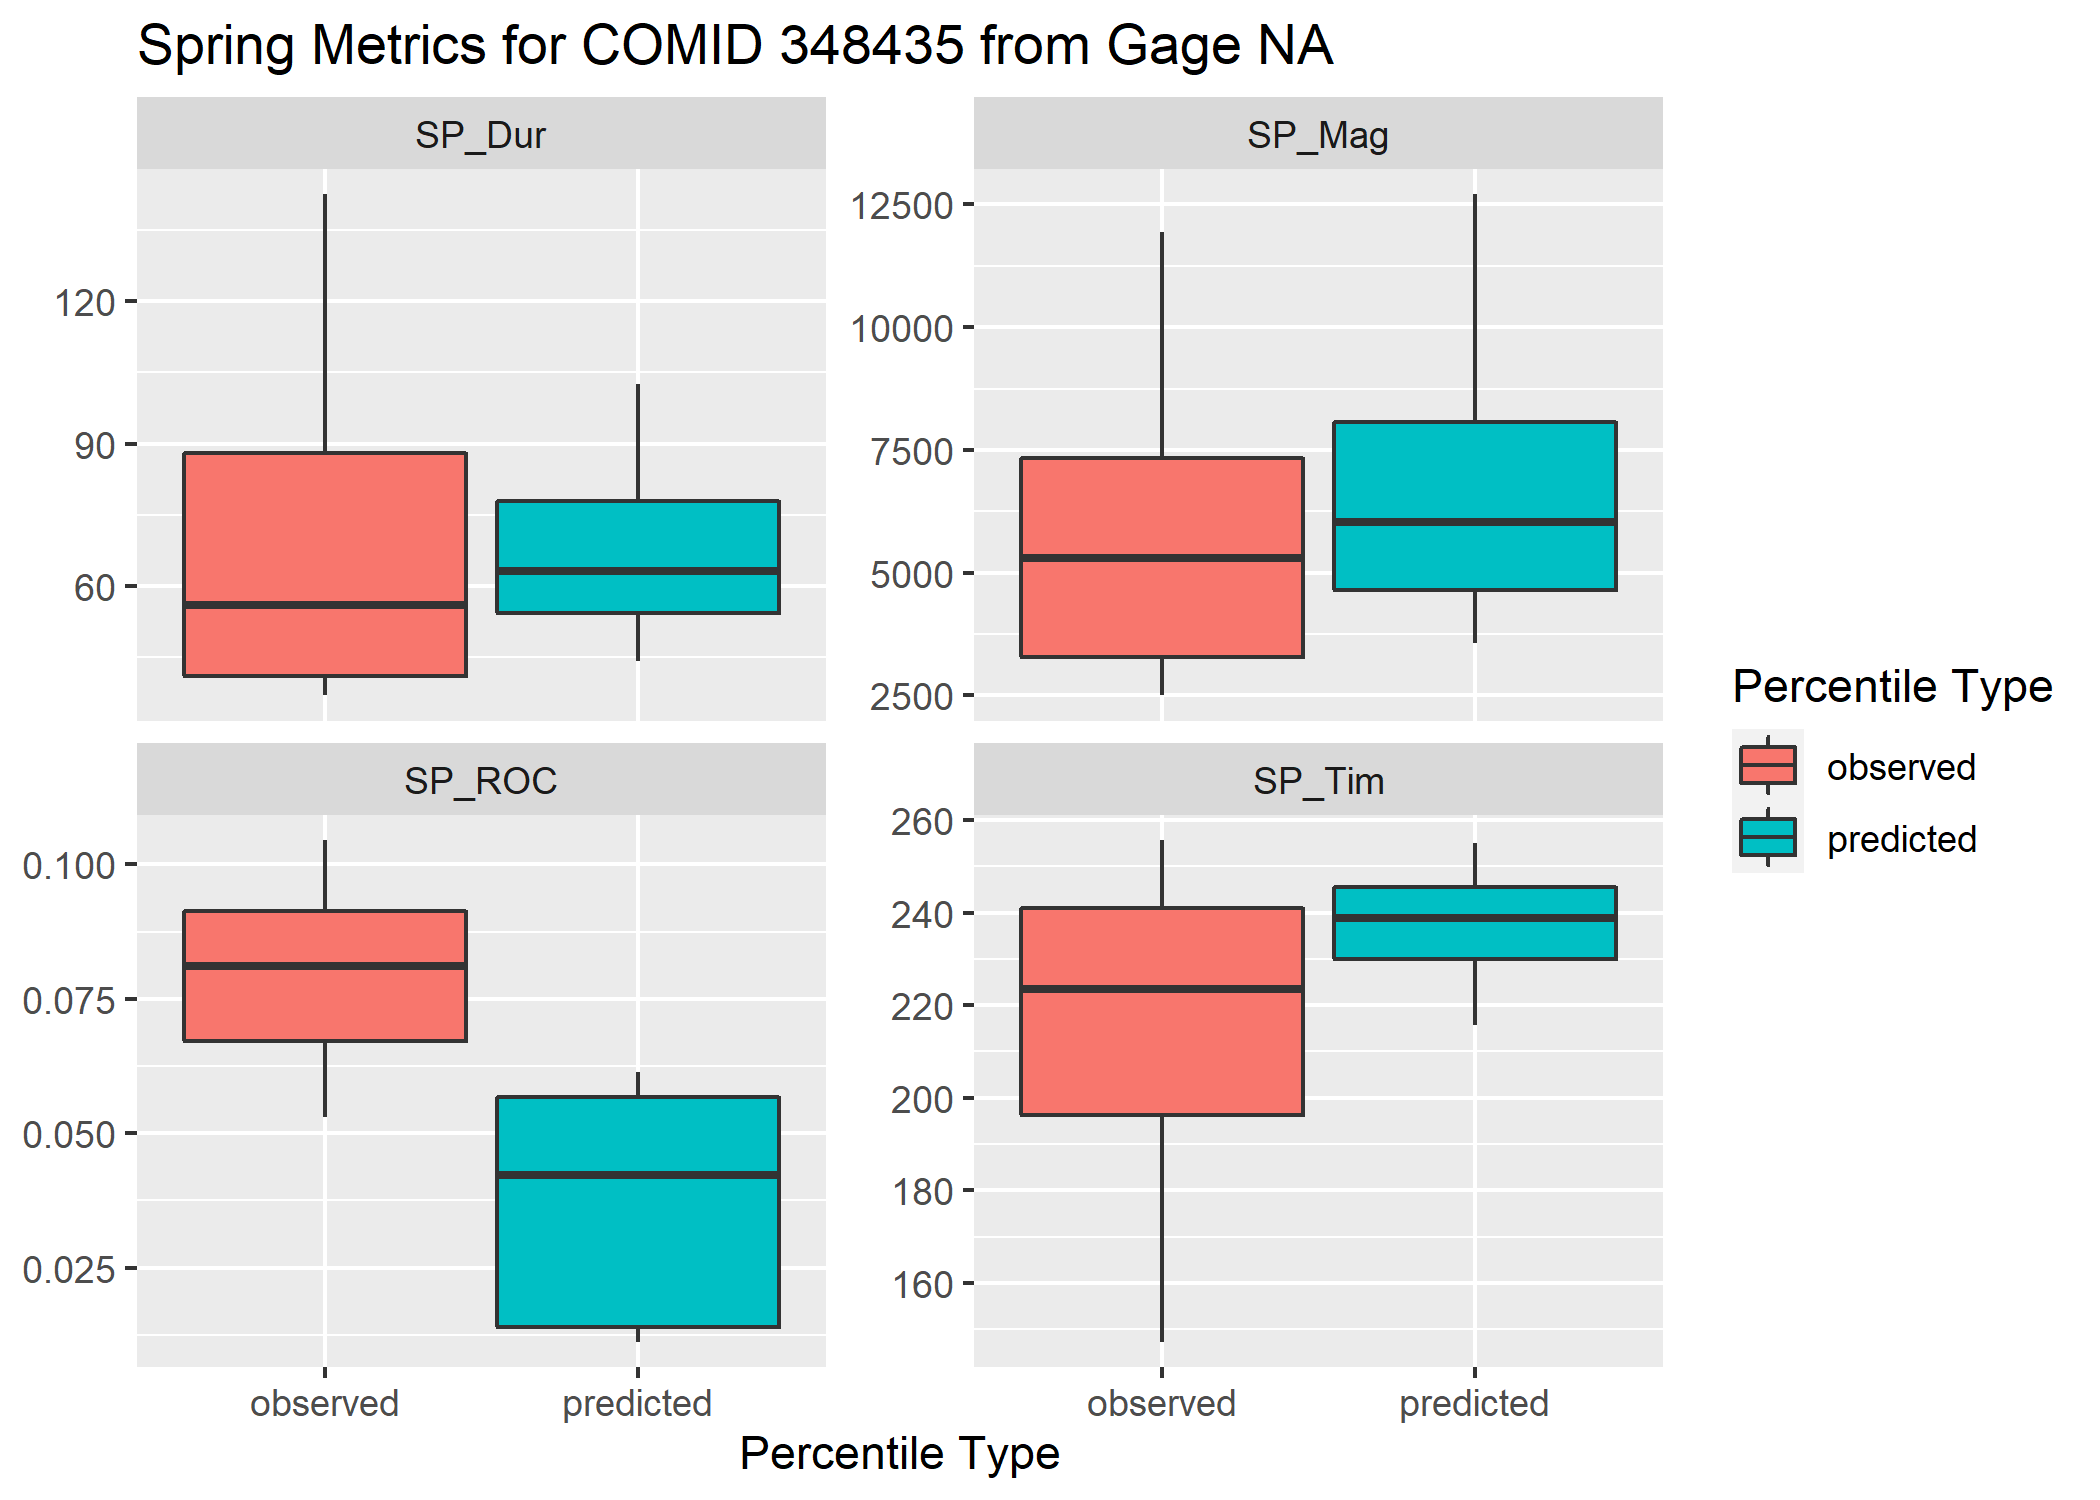 Spring Metrics for COMID 348435 from Gage NA
SP_Dur
SP_Mag
120
90
60
12500
10000
7500
5000
2500
SP_ROC
SP_Tim
0.100
0.075
0.050
0.025
260
240
220
200
180
160
observed
predicted
observed
predicted
Percentile Type
Percentile Type
observed
predicted